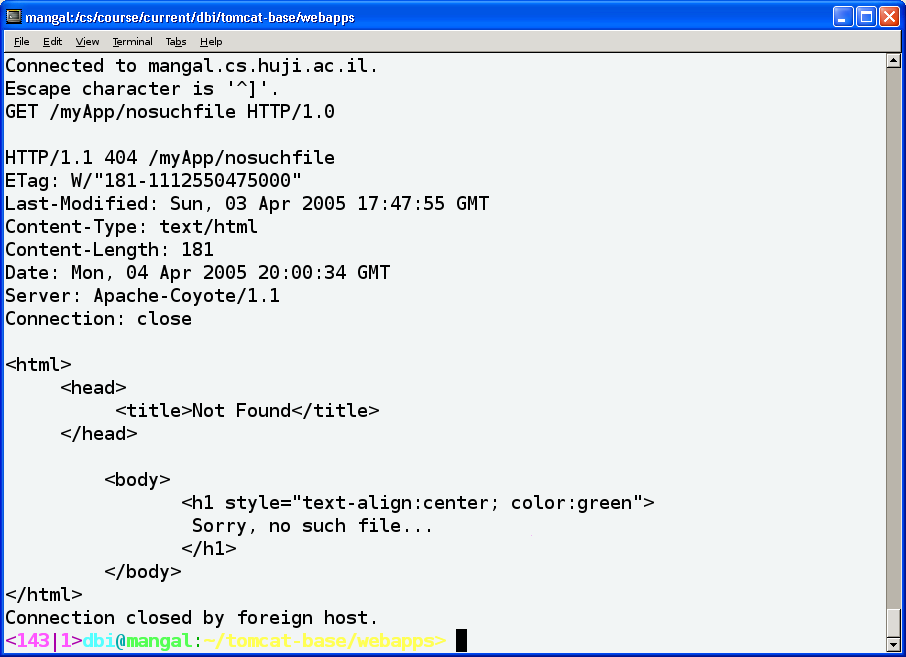 mangal:/cs/course/current/dbi/tomcat-base/webapps
File Edit View Terminal Tabs Help
Connected to mangal.cs.huji.ac.il.
Escape character is '^]'.
GET /myApp/nosuchfile HTTP/1.0
HTTP/1.1 404 /myApp/nosuchfile
ETag: W/"181-1112550475000"
Last-Modified: Sun, 03 Apr 2005 17:47:55 GMT
Content-Type: text/html
Content-Length: 181
Date: Mon, 04 Apr 2005 20:00:34 GMT
Server: Apache-Coyote/1.1
Connection: close
<html>
<head>
<title>Not Found</title>
</head>
<body>
<h1 style="text-align:center; color:green">
Sorry, no such file...
</h1>
</body>
</html>
Connection closed by foreign host.
<143|1>dbi@mangal:~/tomcat-base/webapps>